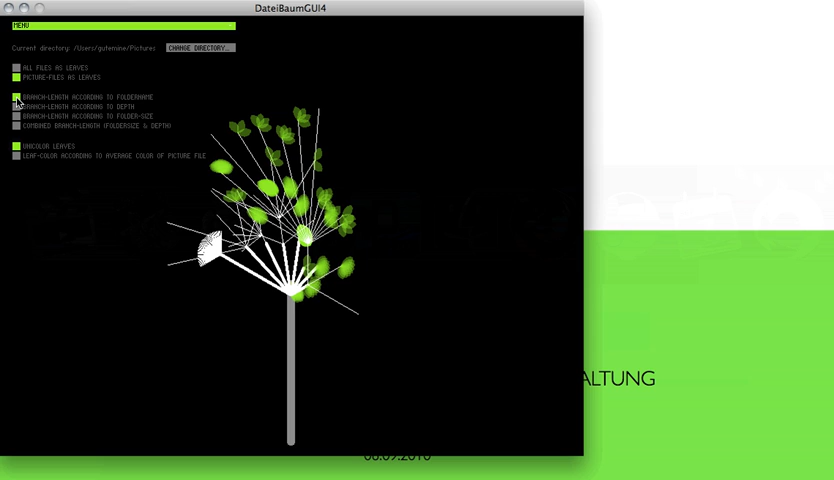 DateiBaumGUI4
MENU
Current directory: /Users/gutemine/Pictures
CHANGE DIRECTORY...
ALL FILES AS LEAVES
PICTURE-FILES AS LEAVES
BRANCH-LENGTH ACCORDING TO FOLDERNAME
BRANCH-LENGTH ACCORDING TO DEPTH
BRANCH-LENGTH ACCORDING TO FOLDER-SIZE
COMBINED BRANCH-LENGTH (FOLDERSIZE & DEPTH)
UNICOLOR LEAVES
LEAF-COLOR ACCORDING TO AVERAGE COLOR OF PICTURE FILE
ALTUNG
08.09.2010